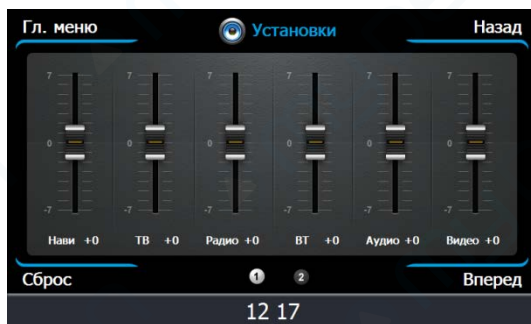 Гл. меню Установки Назад
7 7 7 7 7 7
0 0 0 0 0 0
-7 -7 -7 -7 -7 -7
Нави +0 ТВ +0 Радио +0 ВТ +0 Аудио +0 Видео +0
Сброс 1 2 Вперед
12 17